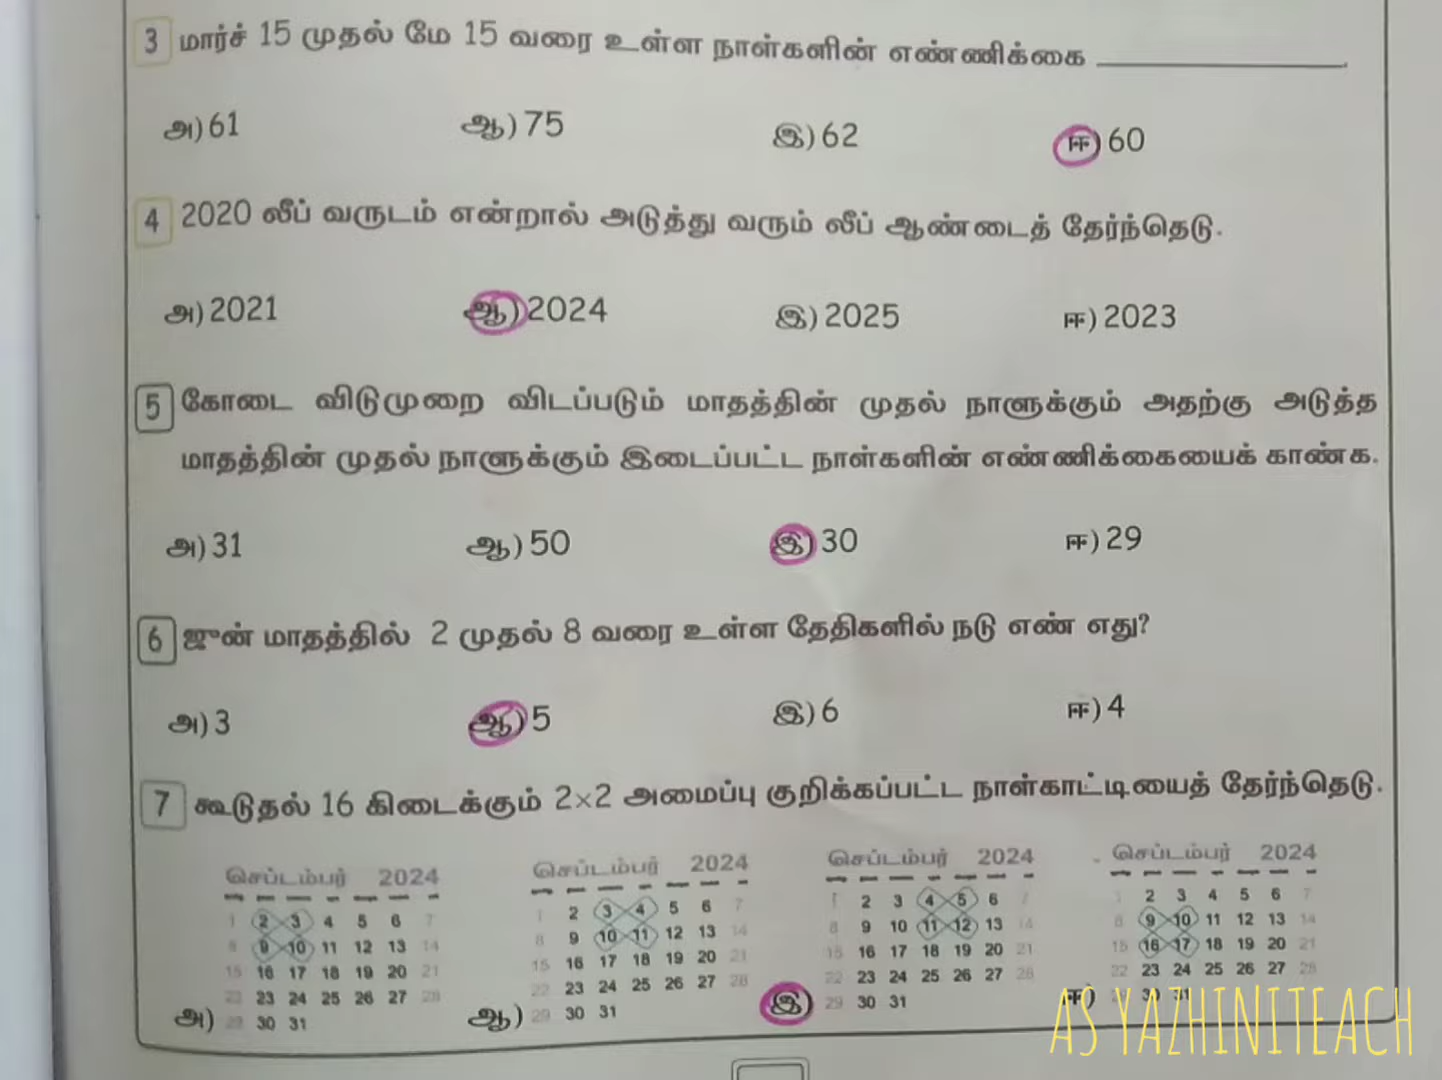 3 மார்ச் 15 முதல் மே 15 வரை உள்ள நாள்களின் எண்ணிக்கை ____________
அ) 61 ஆ) 75 இ) 62 ஈ) 60
4 2020 லீப் வருடம் என்றால் அடுத்து வரும் லீப் ஆண்டைத் தேர்ந்தெடு.
அ) 2021 ஆ) 2024 இ) 2025 ஈ) 2023
5 கோடை விடுமுறை விடப்படும் மாதத்தின் முதல் நாளுக்கும் அதற்கு அடுத்த
மாதத்தின் முதல் நாளுக்கும் இடைப்பட்ட நாள்களின் எண்ணிக்கையைக் காண்க.
அ) 31 ஆ) 50 இ) 30 ஈ) 29
6 ஜுன் மாதத்தில் 2 முதல் 8 வரை உள்ள தேதிகளில் நடு எண் எது?
அ) 3 ஆ) 5 இ) 6 ஈ) 4
7 கூடுதல் 16 கிடைக்கும் 2×2 அமைப்பு குறிக்கப்பட்ட நாள்காட்டியைத் தேர்ந்தெடு.
செப்டம்பர் 2024 செப்டம்பர் 2024 செப்டம்பர் 2024 செப்டம்பர் 2024
1 2 3 4 5 6 7 1 2 3 4 5 6 7 1 2 3 4 5 6 7 1 2 3 4 5 6 7
8 9 10 11 12 13 14 8 9 10 11 12 13 14 8 9 10 11 12 13 14 8 9 10 11 12 13 14
15 16 17 18 19 20 21 15 16 17 18 19 20 21 15 16 17 18 19 20 21 15 16 17 18 19 20 21
22 23 24 25 26 27 28 22 23 24 25 26 27 28 22 23 24 25 26 27 28 22 23 24 25 26 27 28
அ) 29 30 31 ஆ) 29 30 31 இ) 29 30 31 ஈ) 30 31
AS YAZHINITEACH